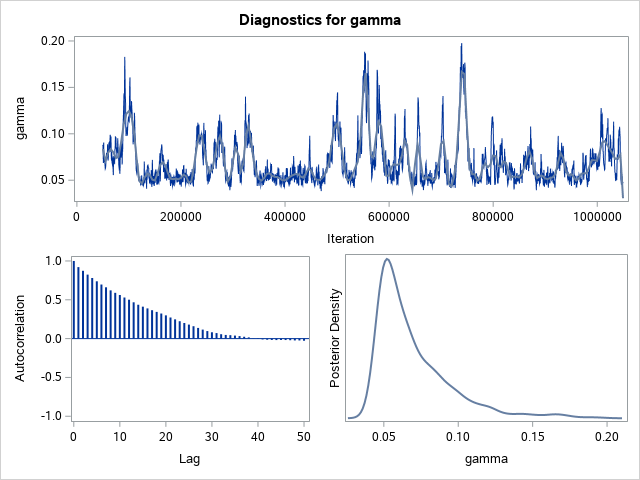 Diagnostics for gamma
0.20
0.15
0.10
0.05
gamma
0 200000 400000 600000 800000 1000000
Iteration
1.0
0.5
0.0
-0.5
-1.0
Autocorrelation
0 10 20 30 40 50
Lag
Posterior Density
0.05 0.10 0.15 0.20
gamma